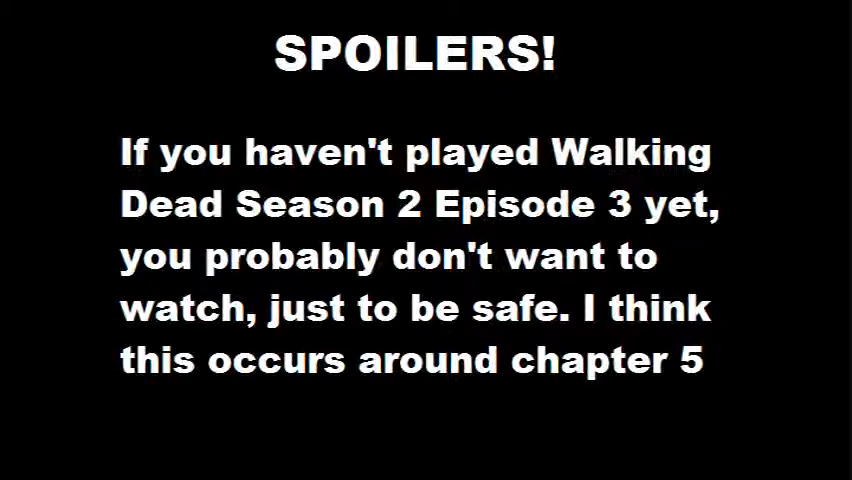 SPOILERS!
If you haven't played Walking
Dead Season 2 Episode 3 yet,
you probably don't want to
watch, just to be safe. I think
this occurs around chapter 5